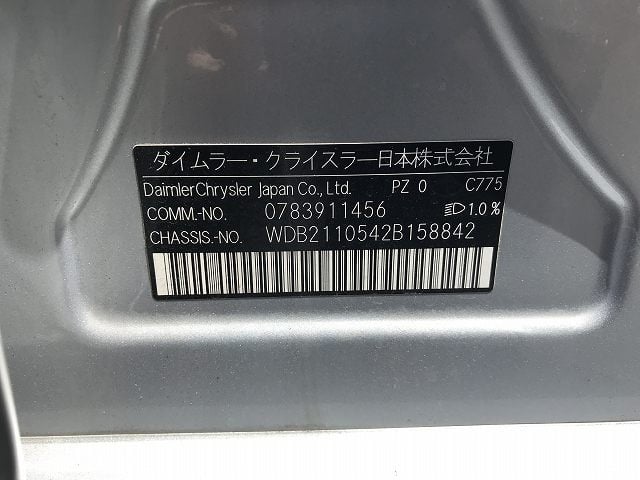 ダイムラー・クライスラー日本株式会社
DaimlerChrysler Japan Co., Ltd. PZ 0 C775
COMM.-NO. 0783911456 1.0%
CHASSIS.-NO. WDB2110542B158842